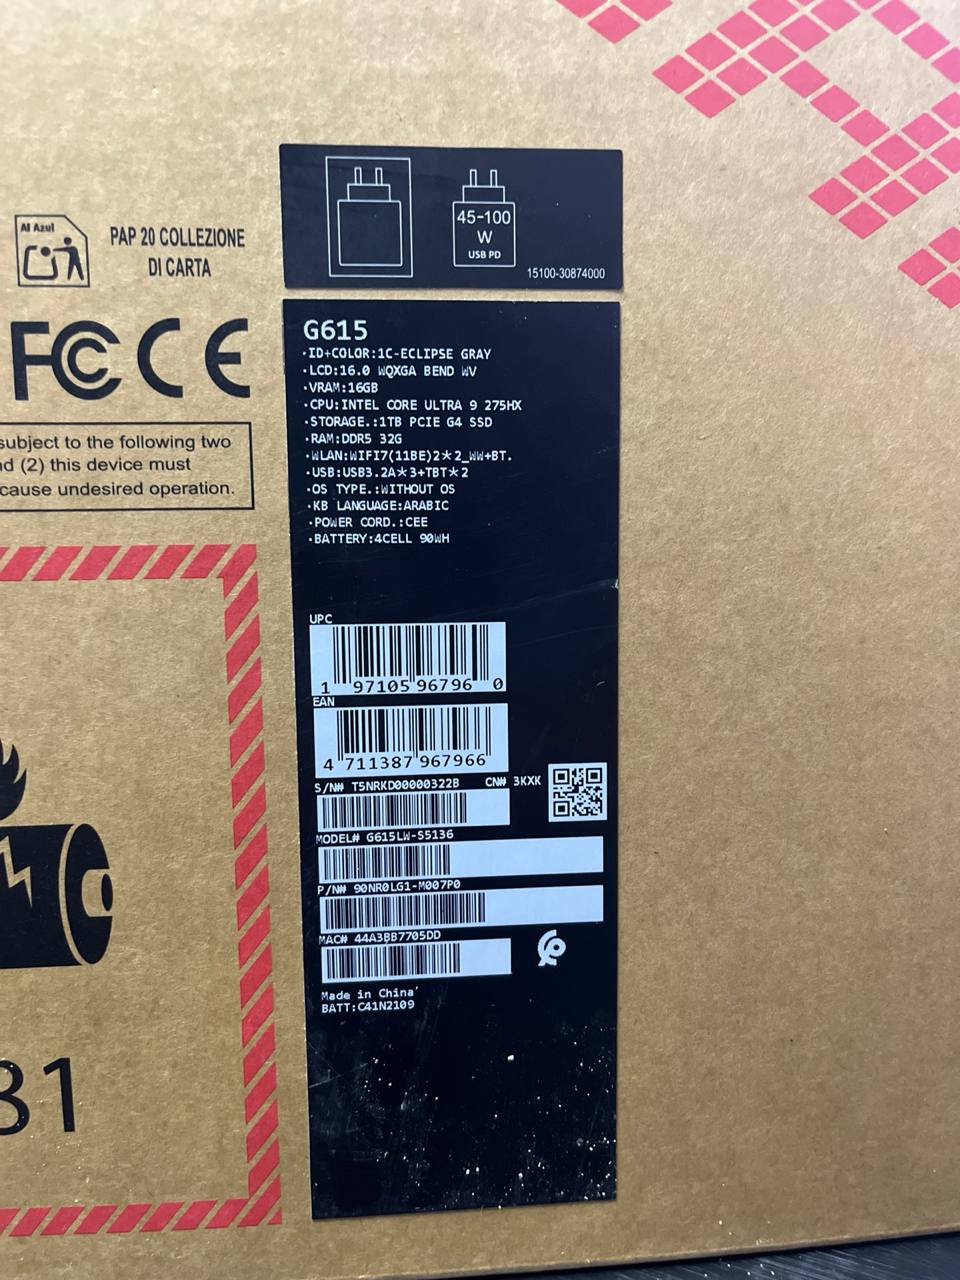 Al Azul
PAP 20 COLLEZIONE
DI CARTA
FC CE
subject to the following two
nd (2) this device must
cause undesired operation.
31
45-100
W
USB PD
15100-30874000
G615
·ID+COLOR:1C-ECLIPSE GRAY
·LCD:16.0 WQXGA BEND WV
·VRAM:16GB
·CPU:INTEL CORE ULTRA 9 275HX
·STORAGE.:1TB PCIE G4 SSD
·RAM:DDR5 32G
·WLAN:WIFI7(11BE)2*2_WW+BT.
·USB:USB3.2A*3+TBT*2
·OS TYPE.:WITHOUT OS
·KB LANGUAGE:ARABIC
·POWER CORD.:CEE
·BATTERY:4CELL 90WH
UPC
1 97105 96796 0
EAN
4 711387 967966
S/N# T5NRKD00000322B CN# 3KXK
MODEL# G615LW-S5136
P/N# 90NR0LG1-M007P0
MAC# 44A3BB7705DD
Made in China
BATT:C41N2109